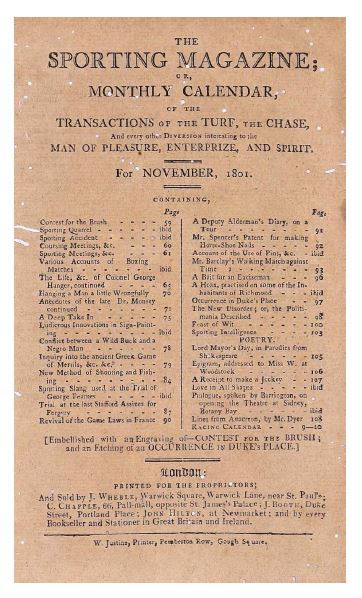 THE
SPORTING MAGAZINE;
OR,
MONTHLY CALENDAR,
OF THE
TRANSACTIONS OF THE TURF, THE CHASE,
And every other DIVERSION interesting to the
MAN OF PLEASURE, ENTERPRIZE, AND SPIRIT.
For NOVEMBER, 1801.
CONTAINING,
Page
Contest for the Brush - - - - - 59
Sporting Quarrel - - - - - ibid
Sporting Accident - - - - - ibid
Coursing Meetings, &c. - - - - 60
Sporting Meetings, &c. - - - - 61
Various Accounts of Boxing
Matches - - - - - ibid
The Life, &c. of Colonel George
Hanger, continued - - - - 65
Hanging a Man a little Wrongfully 70
Anecdotes of the late Dr. Monsey
continued - - - - - 71
A Deep Take In - - - - - 75
Ludicrous Innovations in Sign-Painting - - - - - ibid
Conflict between a Wild Buck and a
Negro Man - - - - - 78
Inquiry into the ancient Greek Game
of Merills, &c. &c. - - - - 79
New Method of Shooting and Fishing - - - - - 84
Sporting Slang used at the Trial of
George Fearnes - - - - ibid
Trial at the last Stafford Assizes for
Forgery - - - - - 87
Revival of the Game Laws in France 90
Page
A Deputy Alderman's Diary, on a
Tour - - - - - 91
Mr. Spencer's Patent for making
Horse-Shoe Nails - - - - 92
Account of the Use of Pins, &c. - ibid
Mr. Barclay's Walking Match against
Time - - - - - 93
A Brit for an Exciseman - - - - 96
A Hoax, practised on some of the Inhabitants of Richmond - - ibid
Occurrence in Duke's Place - - 97
The New Disorder; or, the Politimania Described - - - - 98
Feast of Wit - - - - - 100
Sporting Intelligence - - - - 103
POETRY.
Lord Mayor's Day, in Parodies from
Shakespeare - - - - - 105
Epigram, addressed to Miss W. at
Woodstock - - - - - 106
A Receipt to make a Jockey - - 107
Love in All Shapes - - - - ibid
Prologue, spoken by Barrington, on
opening the Theatre at Sidney,
Botany Bay - - - - - ibid
Lines from Anacreon, by Mr. Dyer 108
RACING CALENDAR - - - 9—10
[Embellished with an Engraving of—CONTEST FOR THE BRUSH;
and an Etching of an OCCURRENCE IN DUKE'S PLACE.]
London:
PRINTED FOR THE PROPRIETORS;
And Sold by J. WHEBLE, Warwick Square, Warwick Lane, near St. Paul's;
C. CHAPPLE, 66, Pall-mall, opposite St. James's Palace; J. BOOTH, Duke
Street, Portland Place; JOHN HILTON, at Newmarket; and by every
Bookseller and Stationer in Great Britain and Ireland.
W. Justins, Printer, Pemberton Row, Gough Square.